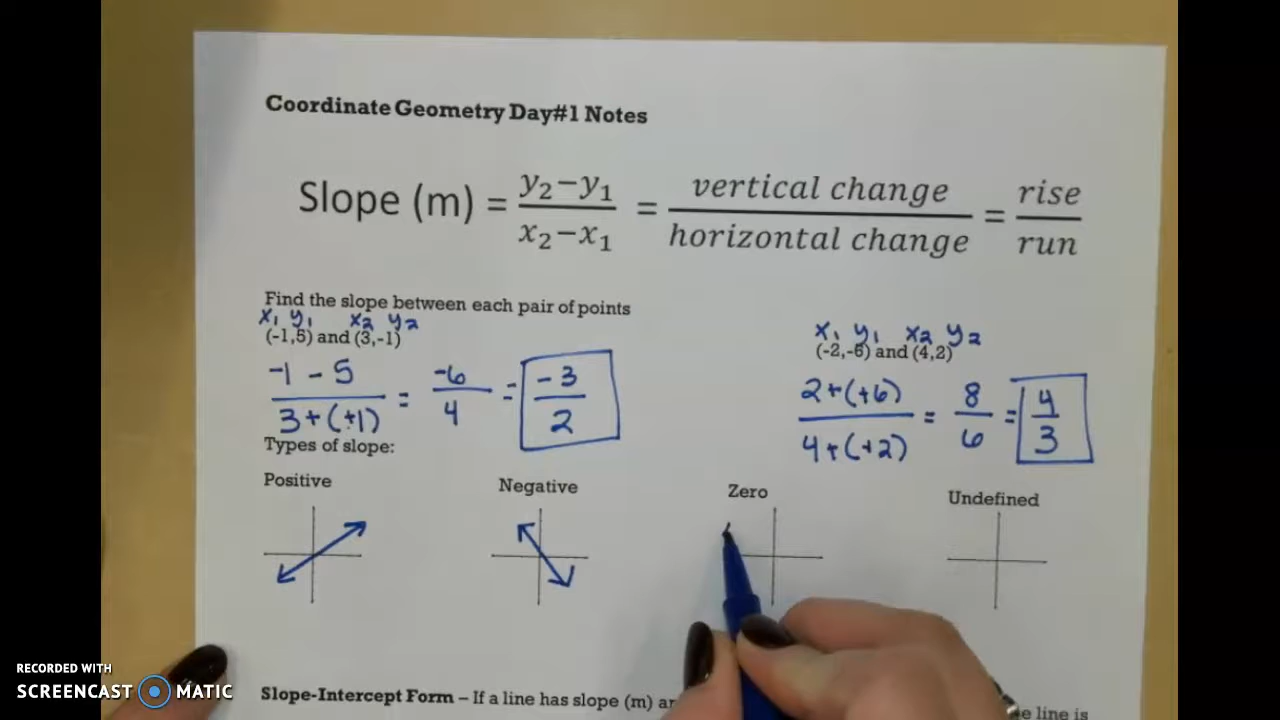 Coordinate Geometry Day#1 Notes
Slope (m) = y₂−y₁ / x₂−x₁ = vertical change / horizontal change = rise / run
Find the slope between each pair of points
x₁ y₁ x₂ y₂
(-1,5) and (3,-1)
-1 - 5 / 3+(+1) = -6 / 4 = -3 / 2
x₁ y₁ x₂ y₂
(-2,-6) and (4,2)
2+(+6) / 4+(+2) = 8 / 6 = 4 / 3
Types of slope:
Positive
Negative
Zero
Undefined
Slope-Intercept Form – If a line has slope (m)
line is
RECORDED WITH
SCREENCAST MATIC